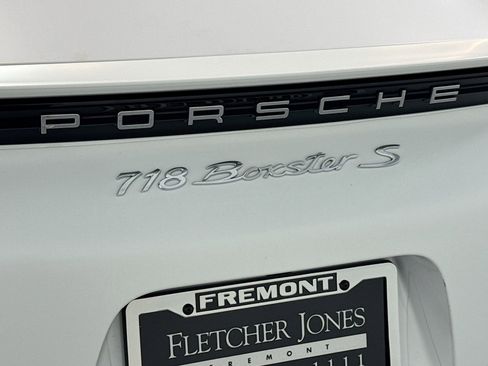 PORSCHE
718 Boxster S
FREMONT
FLETCHER JONES
FREMONT